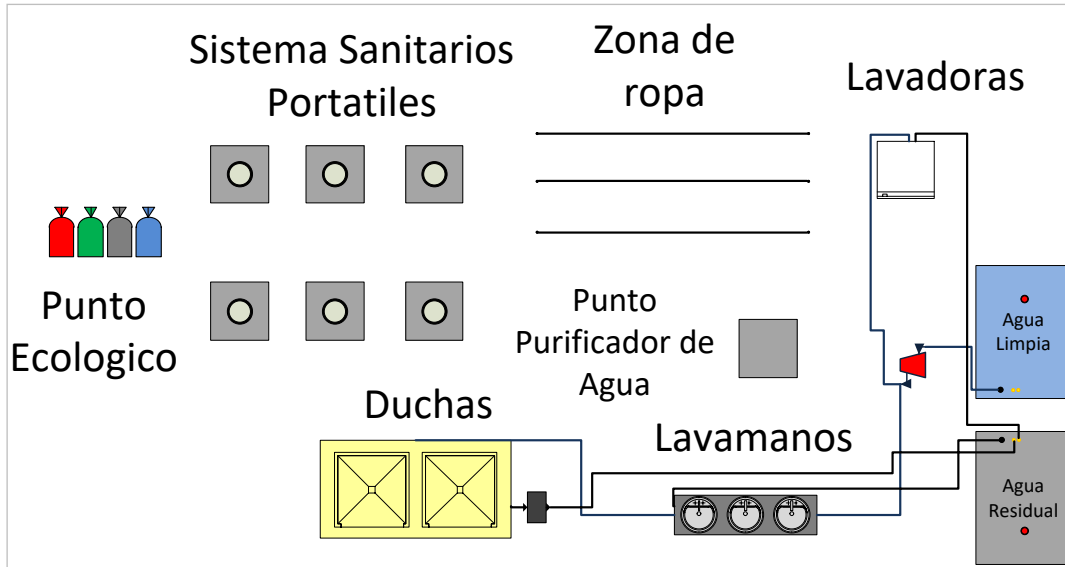 Sistema Sanitarios
Portatiles
Zona de
ropa
Lavadoras
Punto
Ecologico
Punto
Purificador de
Agua
Agua
Limpia
Duchas
Lavamanos
Agua
Residual